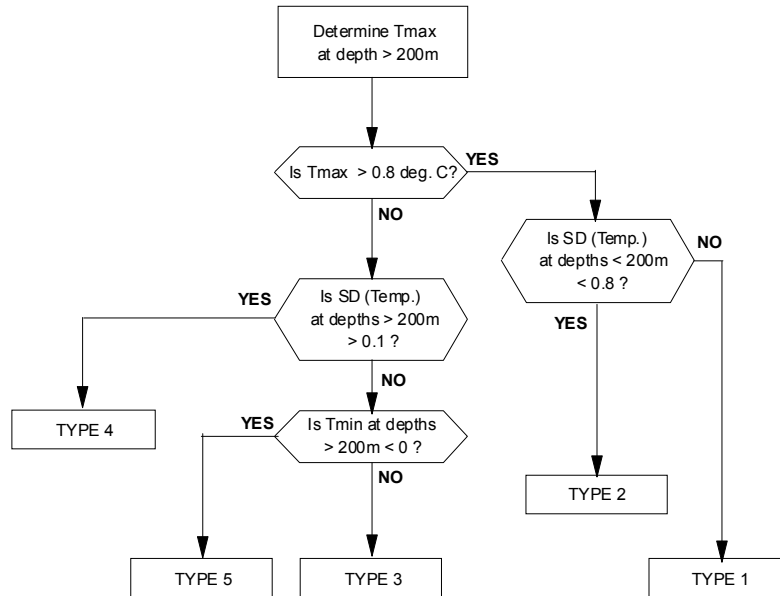 Determine Tmax
at depth > 200m
Is Tmax > 0.8 deg. C?
YES
NO
Is SD (Temp.)
at depths < 200m
< 0.8 ?
NO
YES
Is SD (Temp.)
at depths > 200m
> 0.1 ?
YES
NO
TYPE 4
Is Tmin at depths
> 200m < 0 ?
YES
NO
TYPE 2
TYPE 5
TYPE 3
TYPE 1